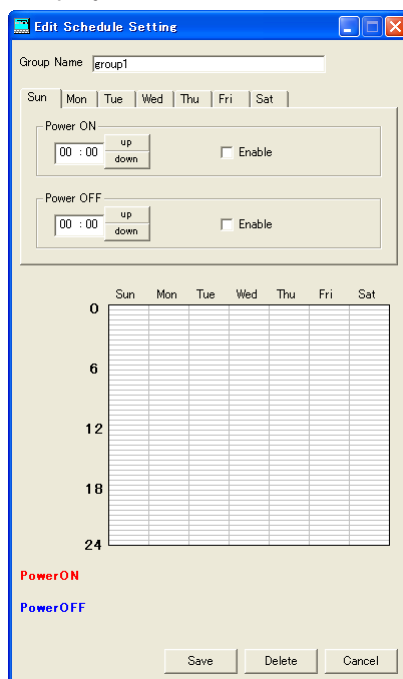 Edit Schedule Setting
Group Name group1
Sun Mon Tue Wed Thu Fri Sat
Power ON
00 : 00 up down Enable
Power OFF
00 : 00 up down Enable
Sun Mon Tue Wed Thu Fri Sat
0
6
12
18
24
PowerON
PowerOFF
Save Delete Cancel